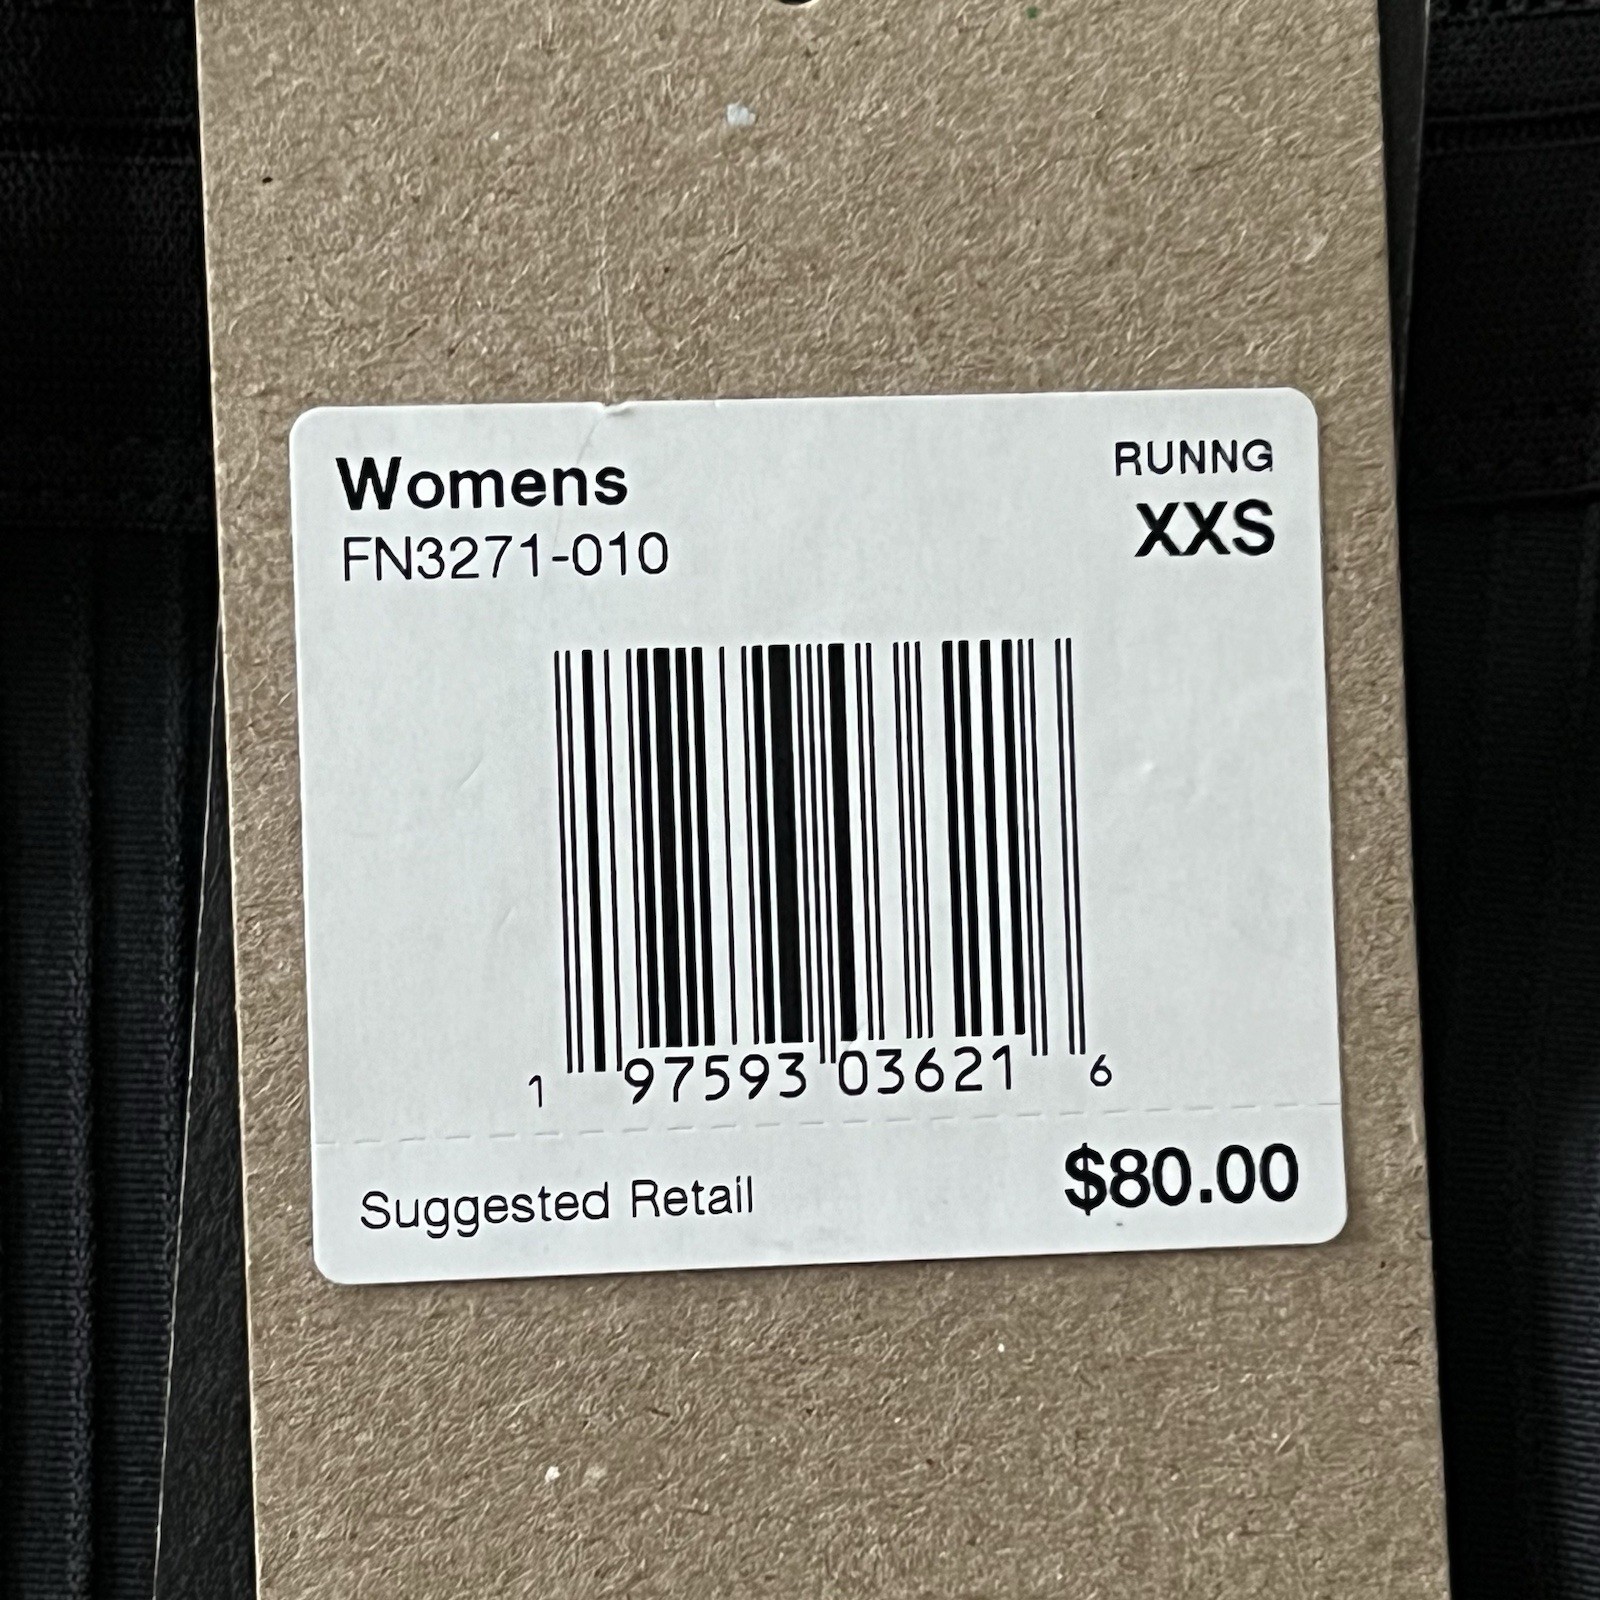 Womens
RUNNG
FN3271-010
XXS
1 97593 03621 6
Suggested Retail
$80.00